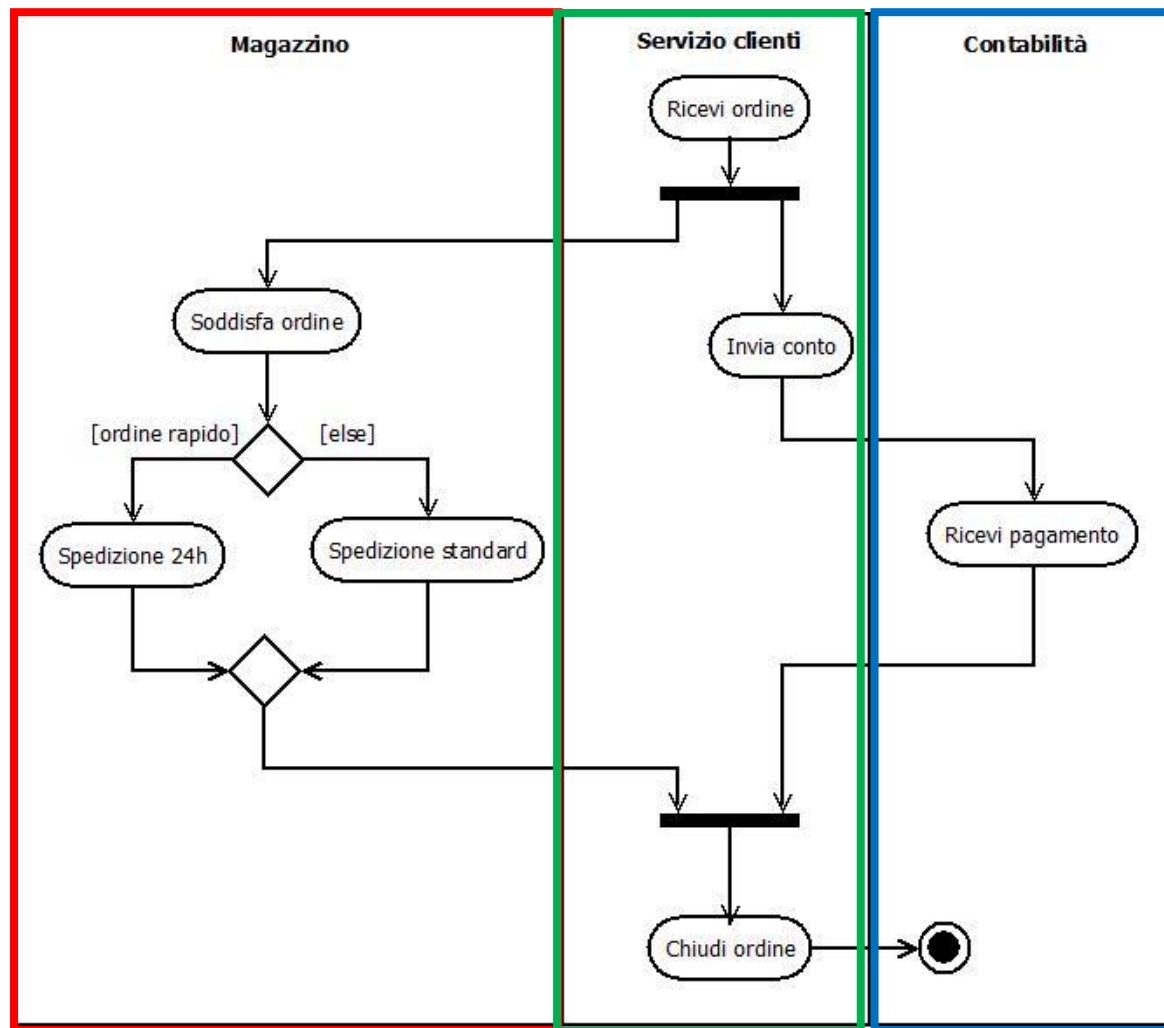 Magazzino
Servizio clienti
Contabilità
Ricevi ordine
Soddisfa ordine
Invia conto
[ordine rapido]
[else]
Spedizione 24h
Spedizione standard
Ricevi pagamento
Chiudi ordine